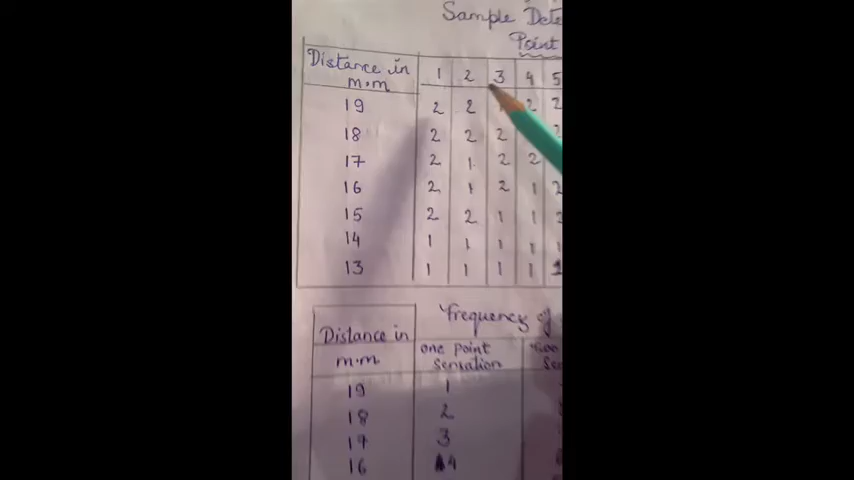 Sample
Point
Distance in m.m 1 2 3 4 5
19 2 2 2 2
18 2 2 2 2
17 2 1 2 2
16 2 1 2 1 2
15 2 2 1 1
14 1 1 1 1 1
13 1 1 1 1 1
Frequency of
Distance in m.m
one point
sensation
19 1
18 2
17 3
16 4